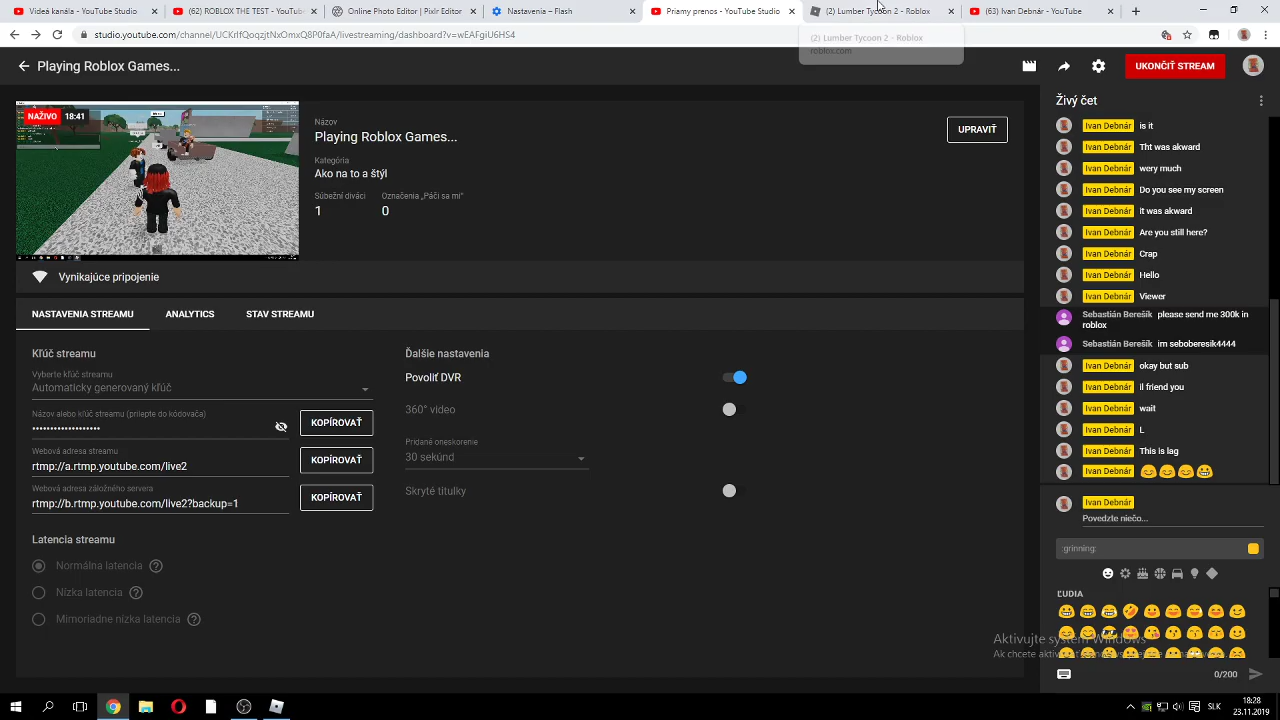 Videá kanála - YouTube Studio
(62) ROBLOX THE TEST - YouTube
Online Photo Editor | Pixlr Editor
Nastavenia - Flash
Priamy prenos - YouTube Studio
(2) Lumber Tycoon 2 - Roblox
(63) Ivan Debnár - YouTube
studio.youtube.com/channel/UCKrlfQoqztjNxOmxQ8P0faA/livestreaming/dashboard?v=wEAFgiU6HS4
(2) Lumber Tycoon 2 - Roblox
roblox.com
Playing Roblox Games...
UKONČIŤ STREAM
NAŽIVO 18:41
Názov
Playing Roblox Games...
UPRAVIŤ
Kategória
Ako na to a štýl
Súbežní diváci Označenia „Páči sa mi“
1 0
Vynikajúce pripojenie
NASTAVENIA STREAMU ANALYTICS STAV STREAMU
Kľúč streamu
Vyberte kľúč streamu
Automaticky generovaný kľúč
Názov alebo kľúč streamu (prilepte do kódovača)
••••••••••••••••••• KOPÍROVAŤ
Webová adresa streamu
rtmp://a.rtmp.youtube.com/live2 KOPÍROVAŤ
Webová adresa záložného servera
rtmp://b.rtmp.youtube.com/live2?backup=1 KOPÍROVAŤ
Latencia streamu
Normálna latencia
Nízka latencia
Mimoriadne nízka latencia
Ďalšie nastavenia
Povoliť DVR
360° video
Pridané oneskorenie
30 sekúnd
Skryté titulky
Živý čet
Ivan Debnár is it
Ivan Debnár Tht was akward
Ivan Debnár wery much
Ivan Debnár Do you see my screen
Ivan Debnár it was akward
Ivan Debnár Are you still here?
Ivan Debnár Crap
Ivan Debnár Hello
Ivan Debnár Viewer
Sebastián Berešík please send me 300k in
roblox
Sebastián Berešík im seboberesik4444
Ivan Debnár okay but sub
Ivan Debnár il friend you
Ivan Debnár wait
Ivan Debnár L
Ivan Debnár This is lag
Ivan Debnár 😊😊😊😁
Ivan Debnár
Povedzte niečo...
:grinning:
ĽUDIA
Aktivujte systém Windows
0/200
SLK
18:28
23.11.2019